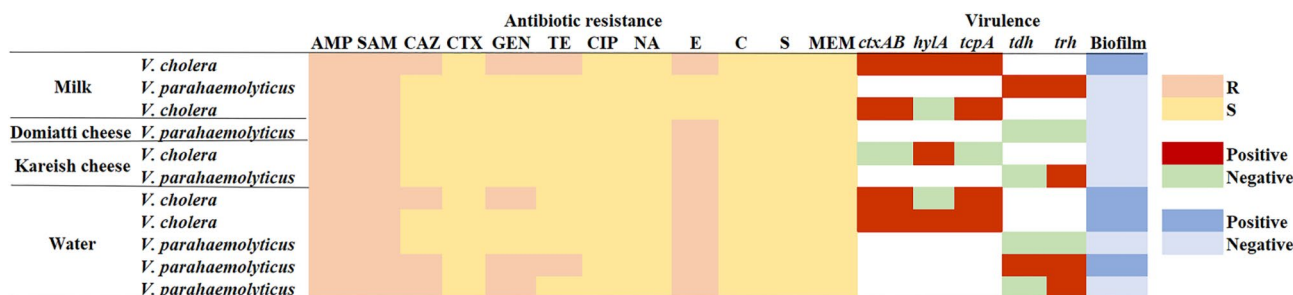 Antibiotic resistance Virulence
AMP SAM CAZ CTX GEN TE CIP NA E C S MEM ctxAB hylA tcpA tdh trh Biofilm
V. cholera
Milk V. parahaemolyticus R
V. cholera S
Domiatti cheese V. parahaemolyticus
Kareish cheese V. cholera Positive
V. parahaemolyticus Negative
V. cholera
V. cholera Positive
Water V. parahaemolyticus Negative
V. parahaemolyticus
V. parahaemolyticus